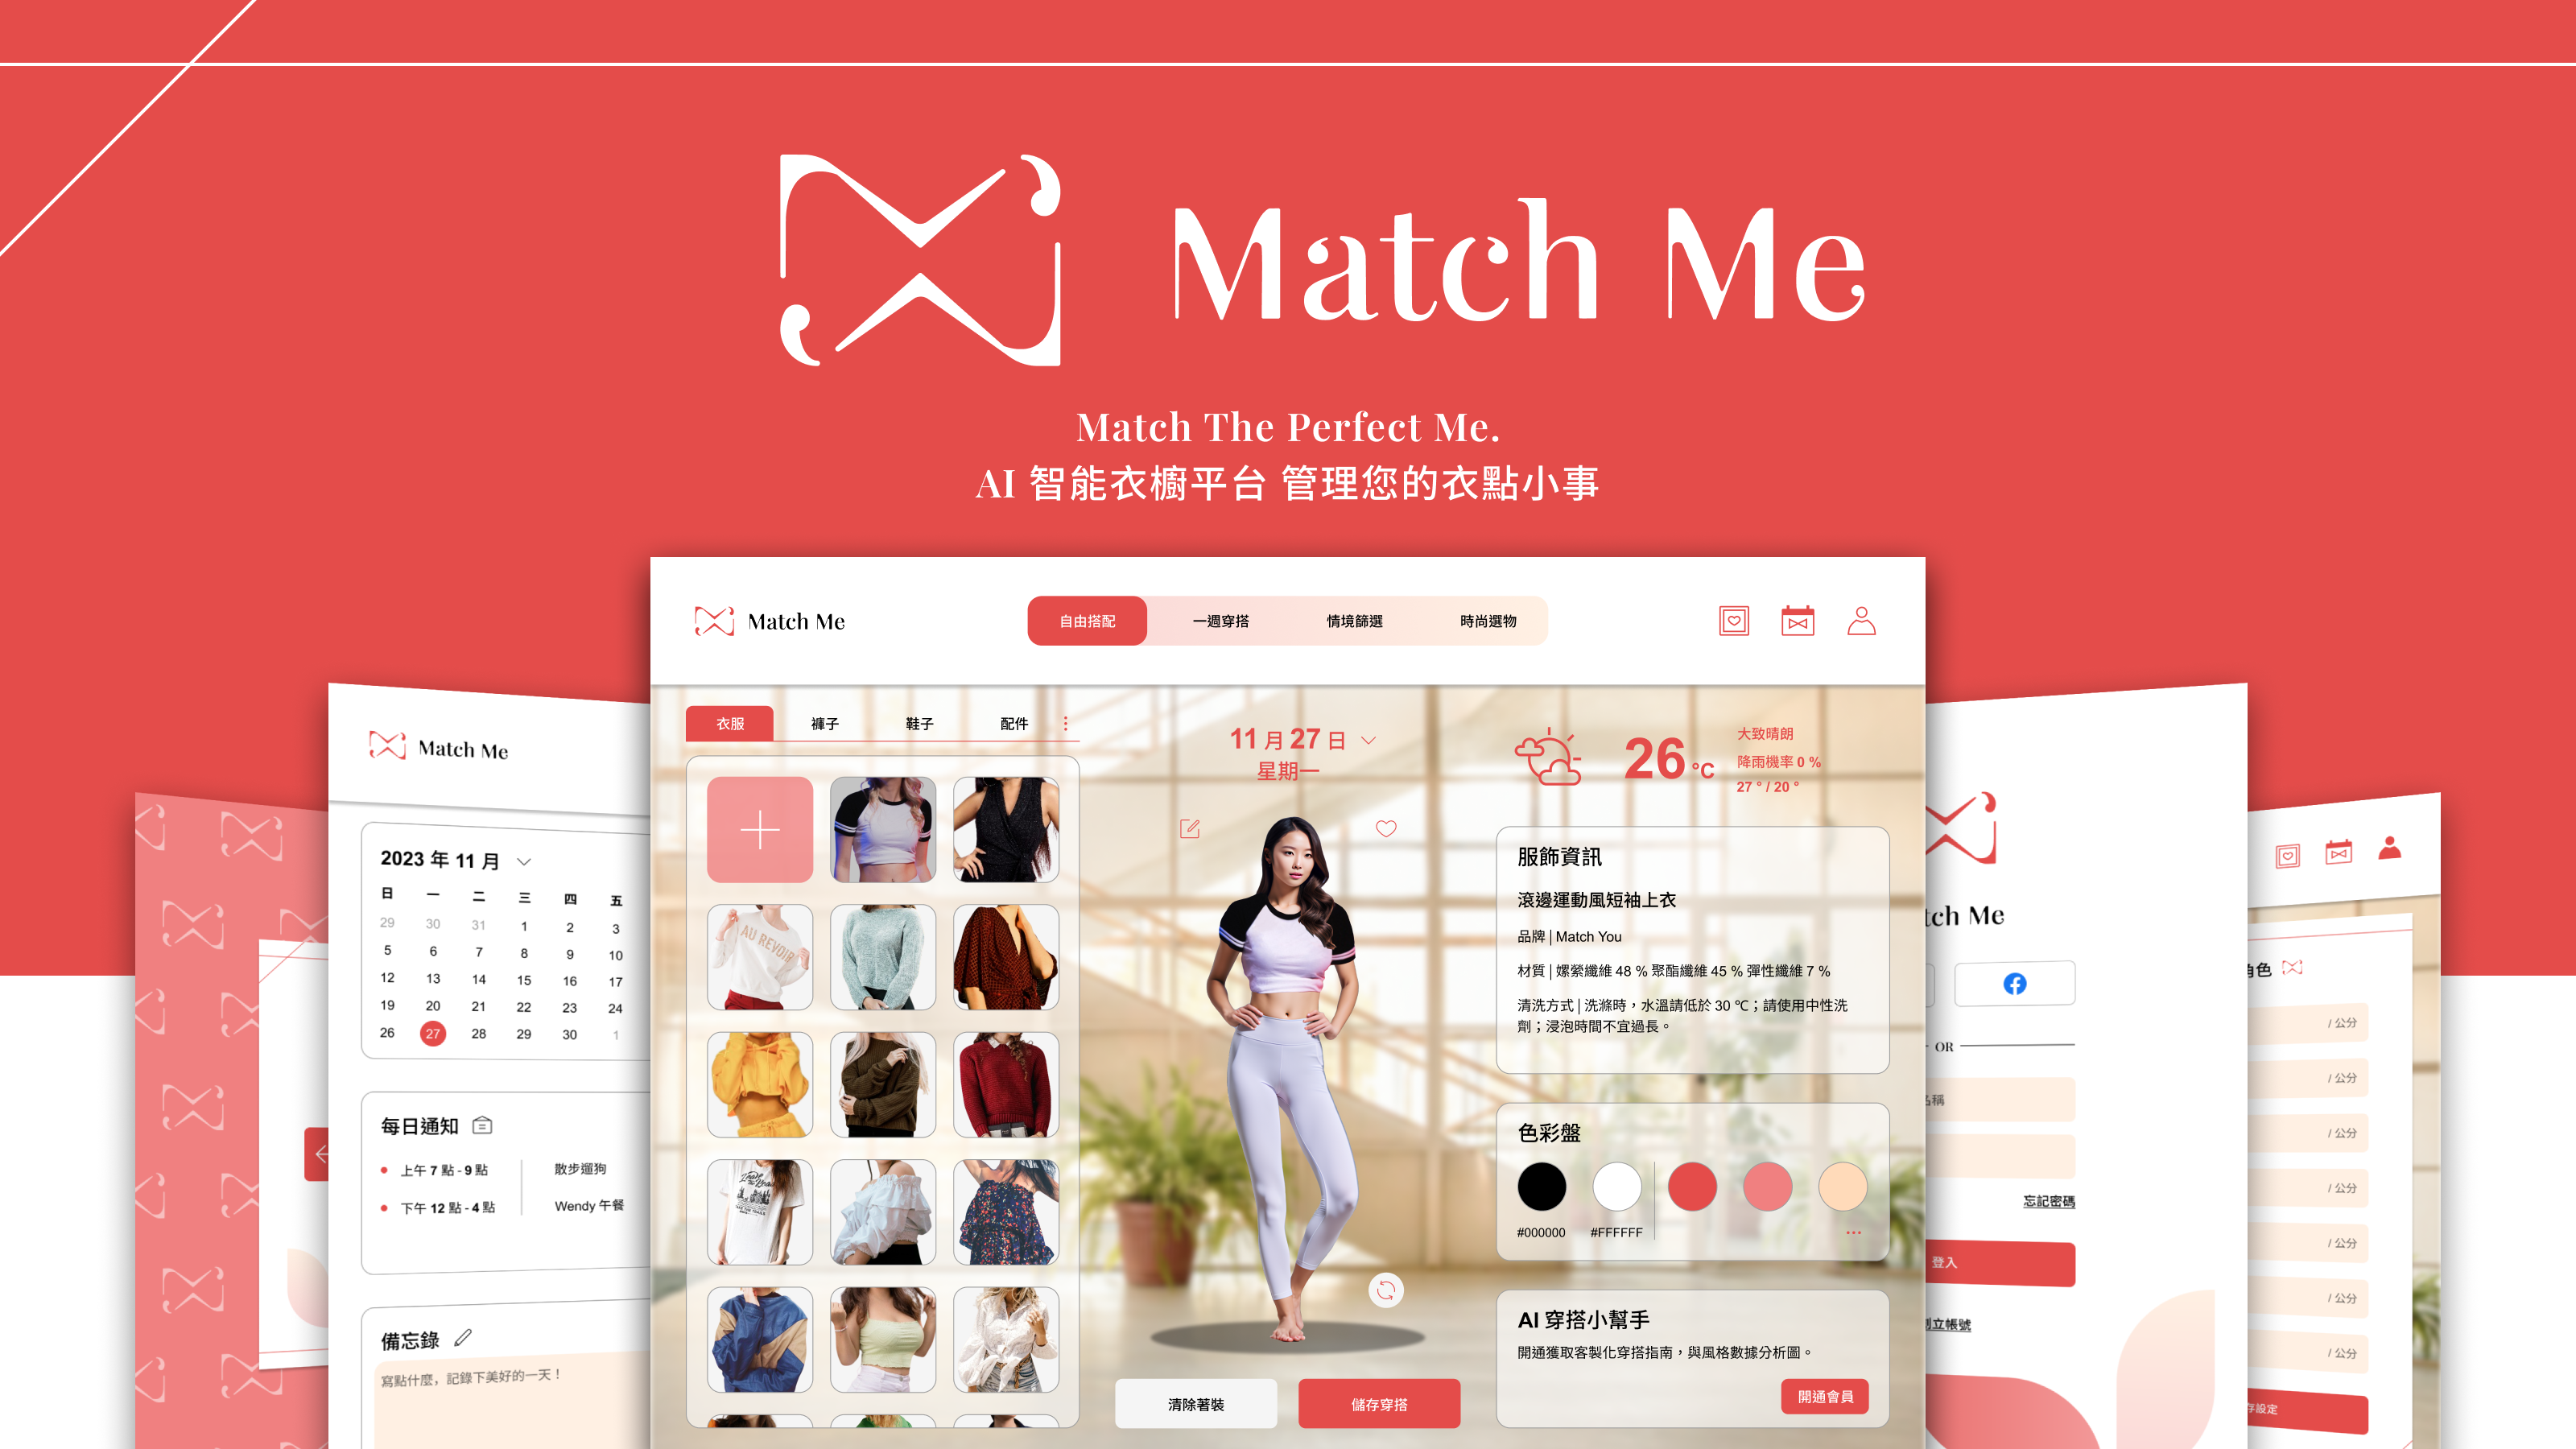 Match Me
Match The Perfect Me.
AI 智能衣櫥平台 管理您的衣點小事
Match Me
自由搭配
一週穿搭
情境篩選
時尚選物
衣服
褲子
鞋子
配件
AU REVOIR
11 月 27 日
星期一
26 °C
大致晴朗
降雨機率 0 %
27 ° / 20 °
服飾資訊
滾邊運動風短袖上衣
品牌 | Match You
材質 | 嫘縈纖維 48 % 聚酯纖維 45 % 彈性纖維 7 %
清洗方式 | 洗滌時，水溫請低於 30 ℃；請使用中性洗
劑；浸泡時間不宜過長。
色彩盤
#000000
#FFFFFF
AI 穿搭小幫手
開通獲取客製化穿搭指南，與風格數據分析圖。
開通會員
清除著裝
儲存穿搭
Match Me
2023 年 11 月
日 一 二 三 四 五
29 30 31 1 2 3
5 6 7 8 9 10
12 13 14 15 16 17
19 20 21 22 23 24
26 27 28 29 30 1
每日通知
上午 7 點 - 9 點
散步遛狗
下午 12 點 - 4 點
Wendy 午餐
備忘錄
寫點什麼，記錄下美好的一天！
tch Me
OR
稱
忘記密碼
登入
立帳號
角色
/ 公分
/ 公分
/ 公分
/ 公分
/ 公分
/ 公分
/ 公分
存設定